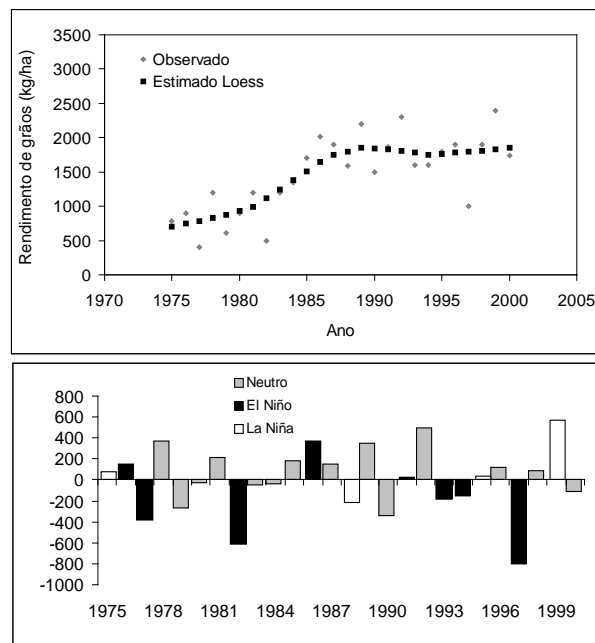 3500
3000
2500
2000
1500
1000
500
0
Rendimento de grãos (kg/ha)
Observado
Estimado Loess
1970 1975 1980 1985 1990 1995 2000 2005
Ano
800
600
400
200
0
-200
-400
-600
-800
-1000
Neutro
El Niño
La Niña
1975 1978 1981 1984 1987 1990 1993 1996 1999